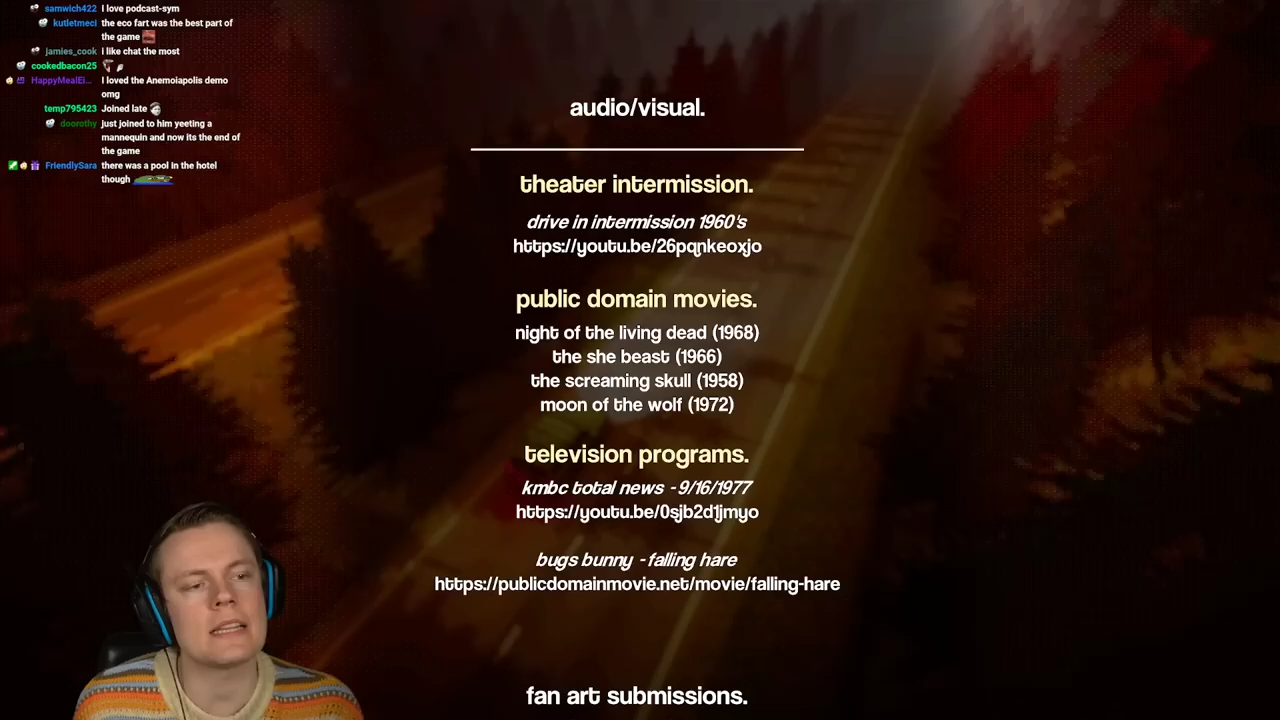 samwich422 I love podcast-sym
kutletmeci the eco fart was the best part of
the game
jamies_cook i like chat the most
cookedbacon25
HappyMealEi... I loved the Anemoiapolis demo
omg
temp795423 Joined late
doorothy just joined to him yeeting a
mannequin and now its the end of
the game
FriendlySara there was a pool in the hotel
though
audio/visual.
theater intermission.
drive in intermission 1960's
https://youtu.be/26pqnkeoxjo
public domain movies.
night of the living dead (1968)
the she beast (1966)
the screaming skull (1958)
moon of the wolf (1972)
television programs.
kmbc total news - 9/16/1977
https://youtu.be/0sjb2d1jmyo
bugs bunny - falling hare
https://publicdomainmovie.net/movie/falling-hare
fan art submissions.